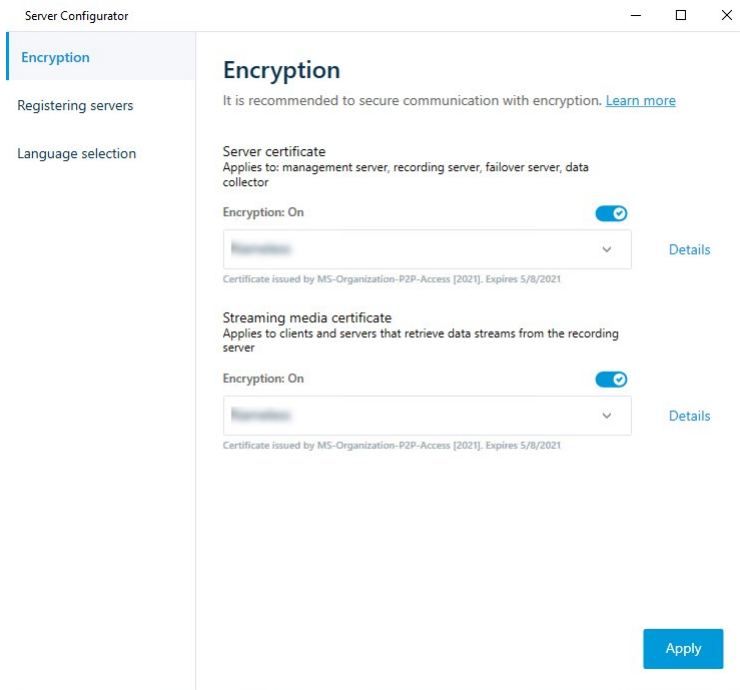 Server Configurator
Encryption
Registering servers
Language selection
Encryption
It is recommended to secure communication with encryption. Learn more
Server certificate
Applies to: management server, recording server, failover server, data
collector
Encryption: On
Details
Certificate issued by MS-Organization-P2P-Access [2021]. Expires 5/8/2021
Streaming media certificate
Applies to clients and servers that retrieve data streams from the recording
server
Encryption: On
Details
Certificate issued by MS-Organization-P2P-Access [2021]. Expires 5/8/2021
Apply